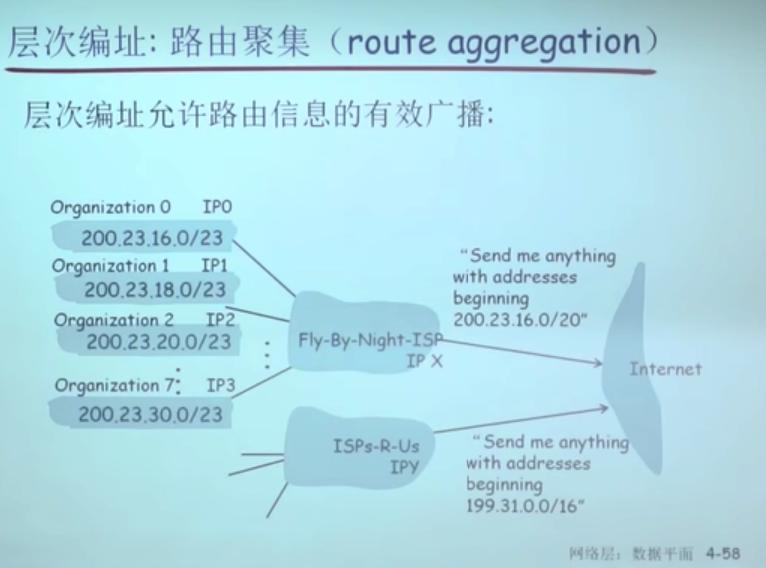 层次编址: 路由聚集（route aggregation）
层次编址允许路由信息的有效广播:
Organization 0 IP0
200.23.16.0/23
Organization 1 IP1
200.23.18.0/23
Organization 2 IP2
200.23.20.0/23
Organization 7 IP3
200.23.30.0/23
Fly-By-Night-ISP
IP X
“Send me anything
with addresses
beginning
200.23.16.0/20”
Internet
ISPs-R-Us
IPY
“Send me anything
with addresses
beginning
199.31.0.0/16”
网络层：数据平面 4-58